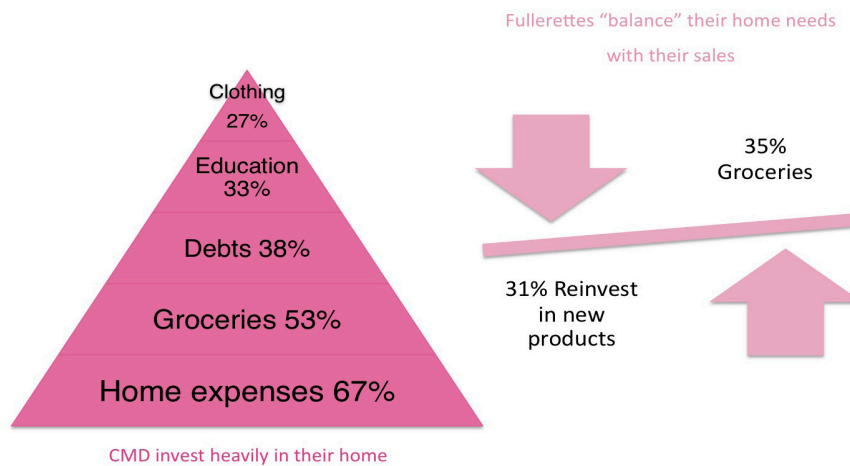 Fullerettes “balance” their home needs
with their sales
Clothing
27%
Education
33%
Debts 38%
Groceries 53%
Home expenses 67%
CMD invest heavily in their home
35%
Groceries
31% Reinvest
in new
products